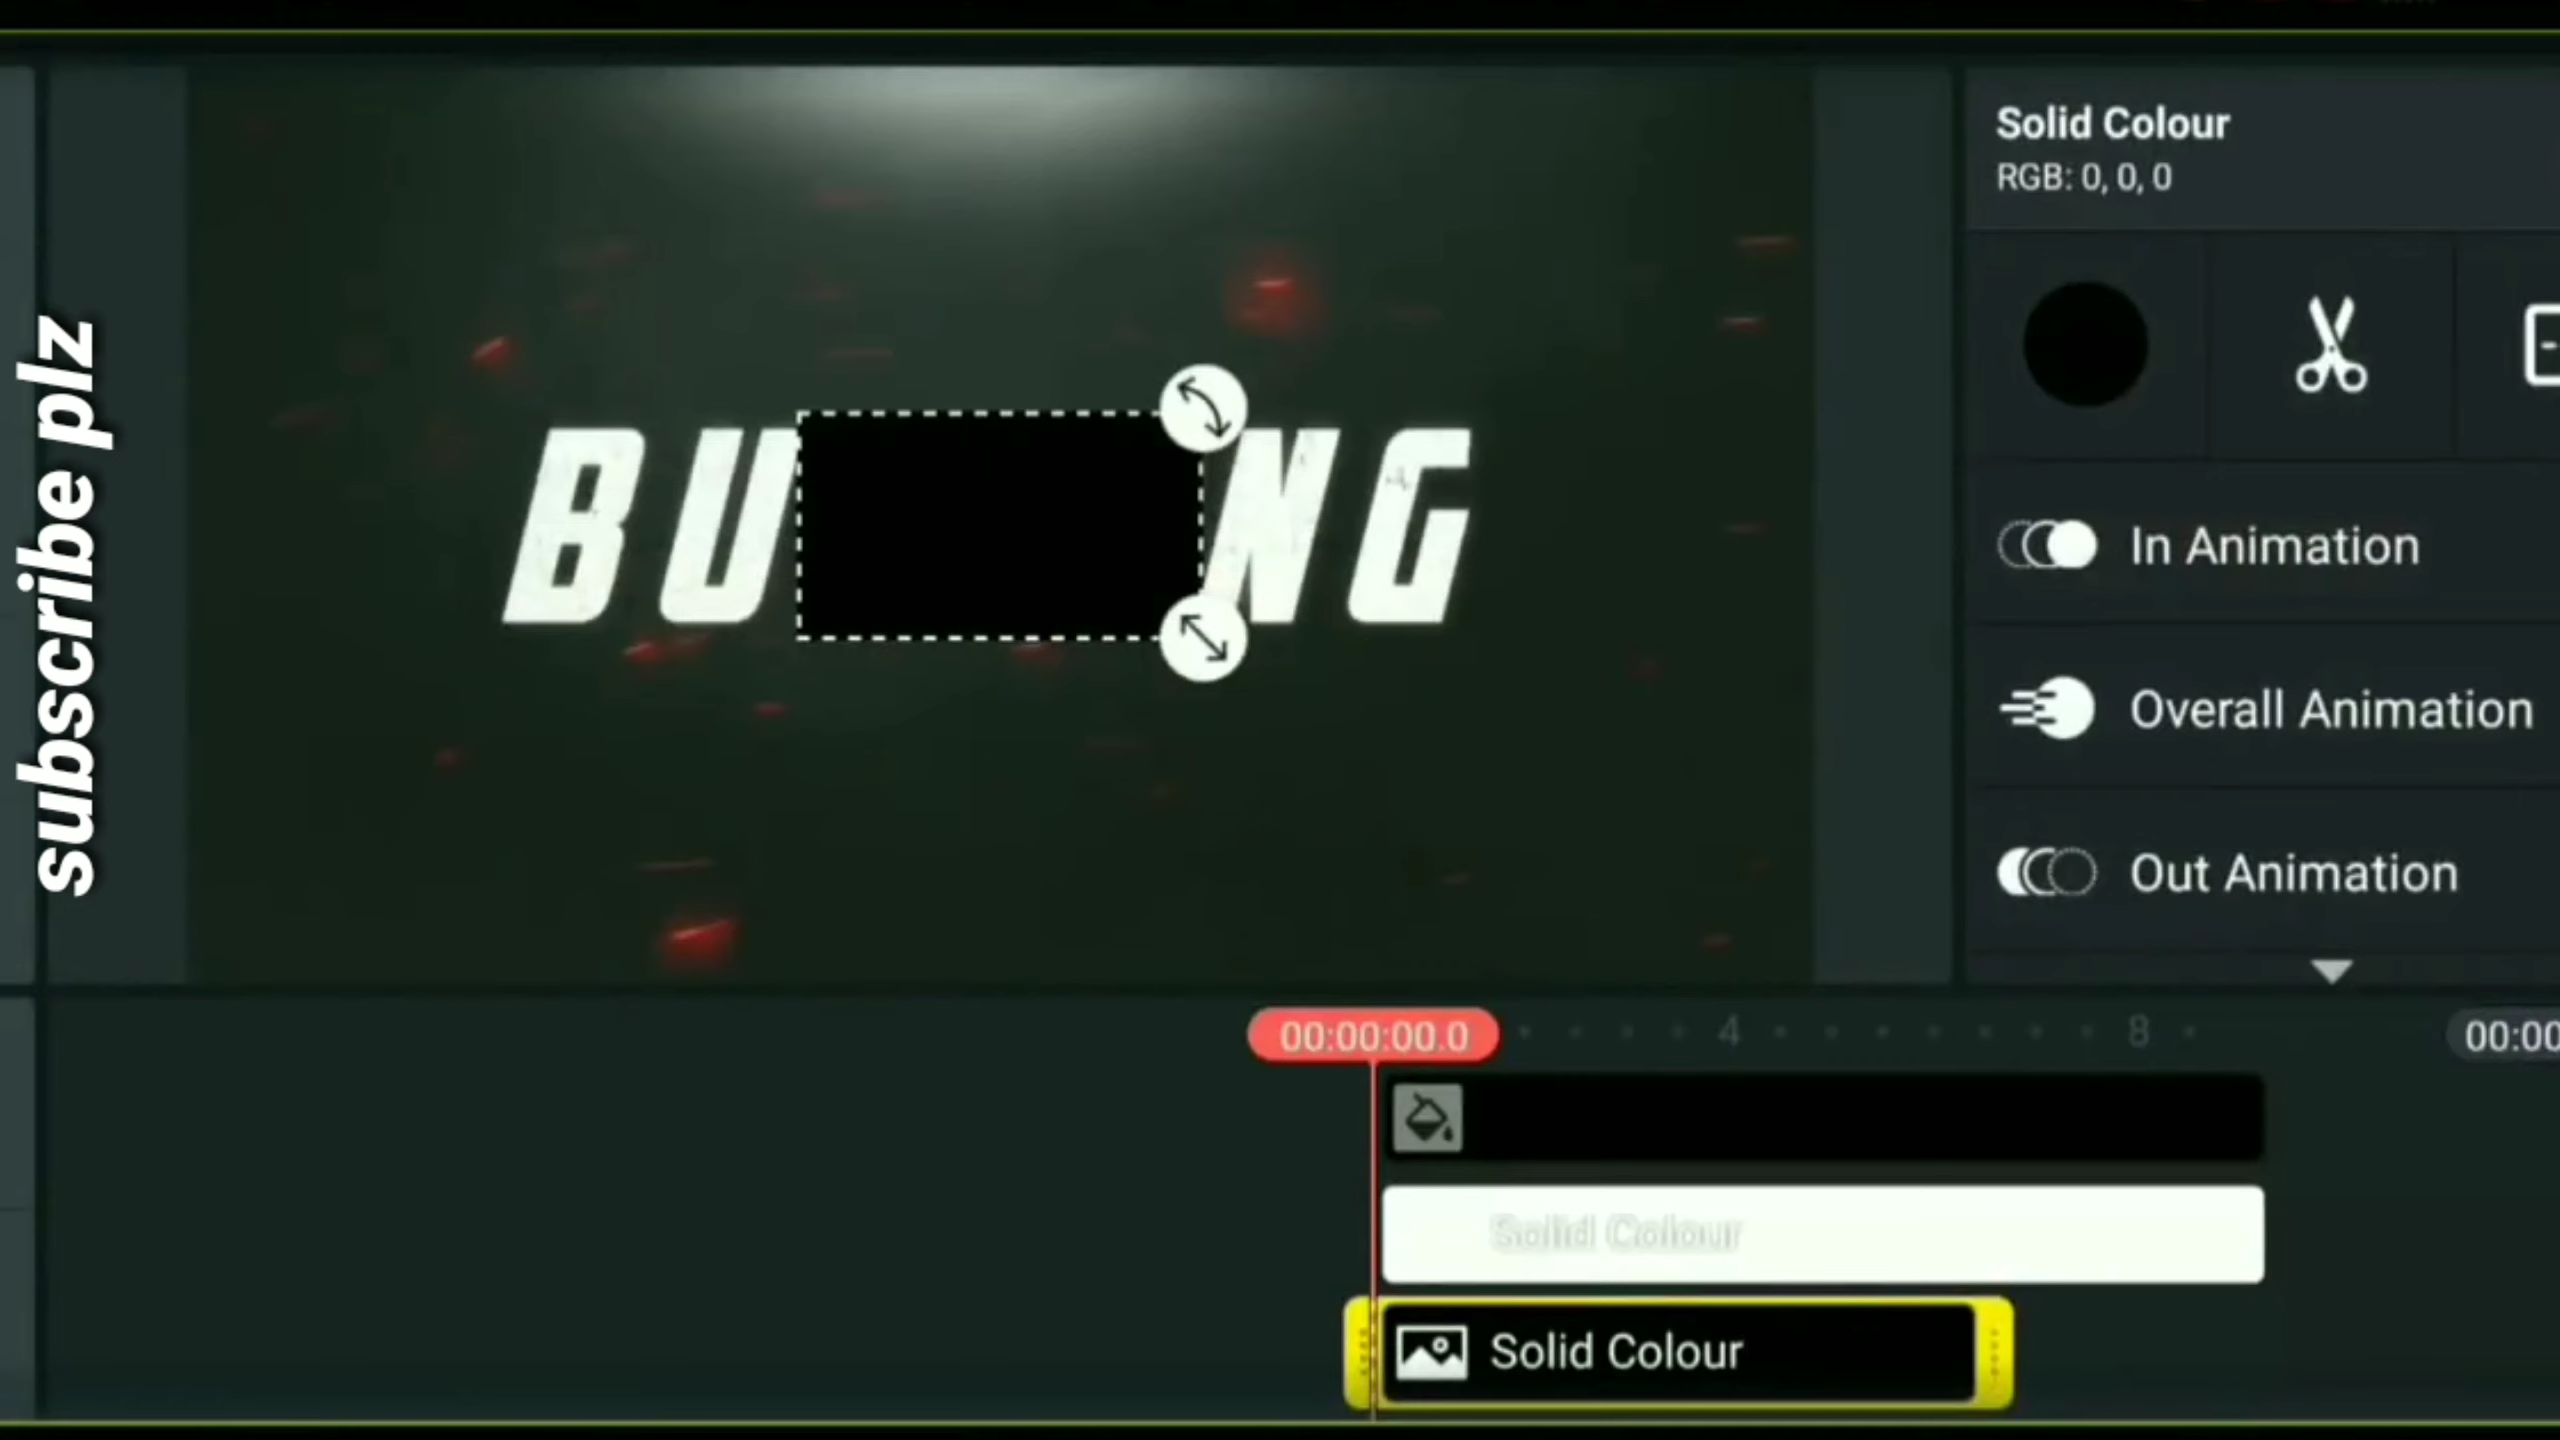 subscribe plz
BU NG
Solid Colour
RGB: 0, 0, 0
In Animation
Overall Animation
Out Animation
00:00:00.0
4
8
00:00
Solid Colour
Solid Colour